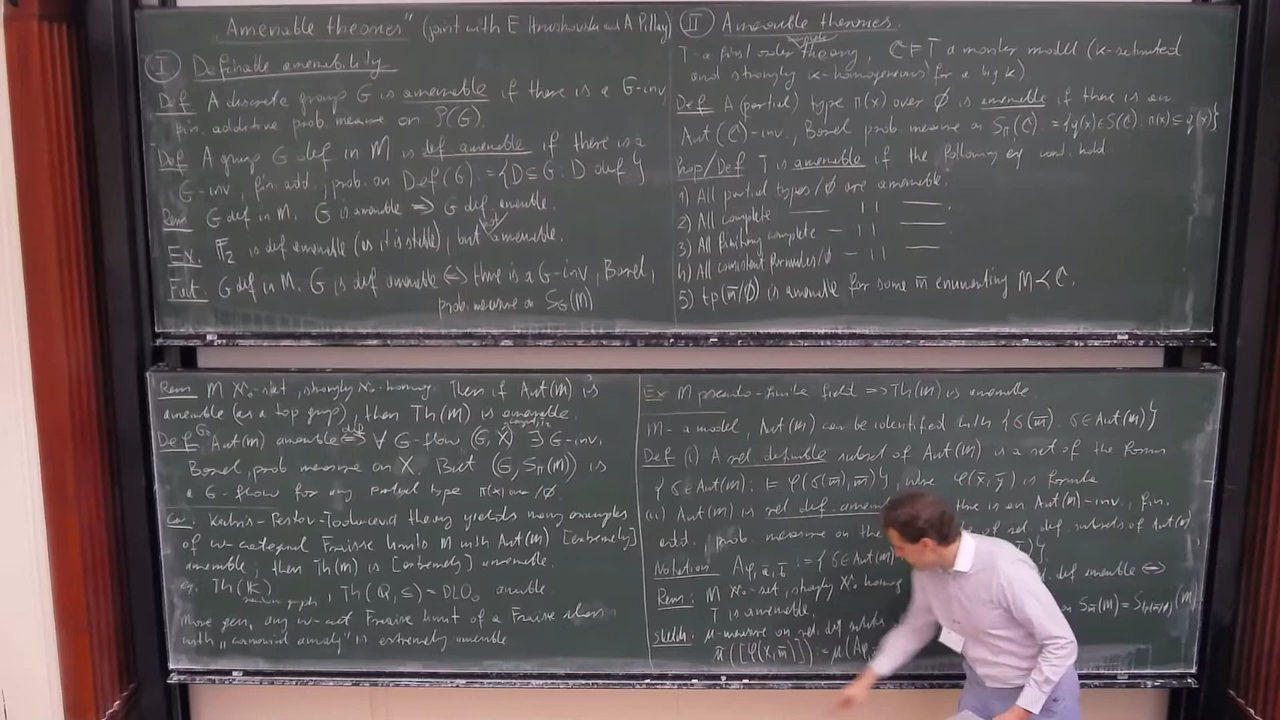 Amenable theories" (joint with E Hrushovski and A Pillay)
I Definable amenability
Def A discrete group G is amenable if there is a G-inv
fin. additive prob. measure on P(G).
Def A group G def in M is def. amenable if there is a
G-inv, fin. add., prob. on Def(G). = {D ⊆ G : D def}
Rem G def in M. G is amenable ⇒ G def. amenable.
Ex. F₂ is def amenable (as it is stable), but not amenable.
Fact. G def in M. G is def amenable ⇔ there is a G-inv, Borel,
prob. measure on S_G(M)
II Amenable theories.
T - a first order complete theory, C ⊨ T a monster model (κ-saturated
and strongly κ-homogeneous) for a big κ)
Def A (partial) type π(x) over ∅ is amenable if there is an
Aut(C)-inv., Borel prob. measure on S_π(C). = {q(x) ∈ S(C) : π(x) ⊆ q(x)}
Prop/Def T is amenable if the following eq cond. hold.
1) All partial types/∅ are amenable.
2) All complete — 11 —.
3) All finitary complete — 11 —
4) All consistent formulas/∅ — 11
5) tp(m̄/∅) is amenable for some m̄ enumerating M ≺ C.
Rem M ℵ₀-sat, strongly ℵ₀-homog. Then if Aut(M) is
amenable (as a top group), then Th(M) is amenable.
Def G = Aut(M) amenable ⇔ def ∀ G-flow (G, X) ∃ G-inv.
Borel, prob measure on X. But (G, S_π(M)) is
a G-flow for any partial type π(x) over/∅.
Cor. Kechris-Pestov-Todorcevic theory yields many examples
of ω-categorical Fraisse limits M with Aut(M) [extremely]
amenable; then Th(M) is [extremely] amenable.
eg. Th(R) random graph, Th(Q, ≤) = DLO₀ amenable
More gen, any ω-cat Fraisse limit of a Fraisse class
with "canonical amalg" is extremely amenable
Ex M pseudo-finite field ⇒ Th(M) is amenable.
M - a model, Aut(M) can be identified with {σ(m̄) : σ ∈ Aut(M)}
Def (i) A rel definable subset of Aut(M) is a set of the form
{σ ∈ Aut(M) : ⊨ φ(σ(m̄), m̄)}, where φ(x̄, ȳ) is formula
(ii) Aut(M) is rel. def. amen there is an Aut(M)-inv., fin.
add. prob. measure on the of rel. def. subsets of Aut(M)
Notation A_{φ,ā,b̄} := {σ ∈ Aut(M)
Rem: M ℵ₀-sat, strongly ℵ₀ homog. def amenable ⇔
T is amenable.
Sketch: μ-measure on rel. def subsets on S_m̄(M) = S_{tp(m̄/∅)}(M)
μ̄([φ(x, m̄)]) := μ(A_φ,